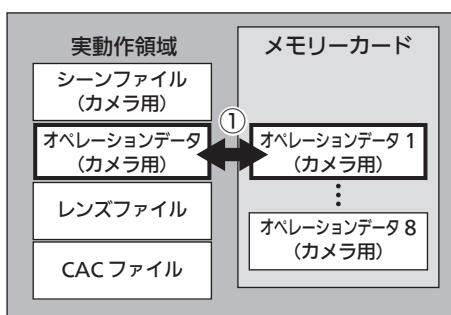 実動作領域
シーンファイル
（カメラ用）
オペレーションデータ
（カメラ用）
レンズファイル
CAC ファイル
①
メモリーカード
オペレーションデータ 1
（カメラ用）
⋮
オペレーションデータ 8
（カメラ用）